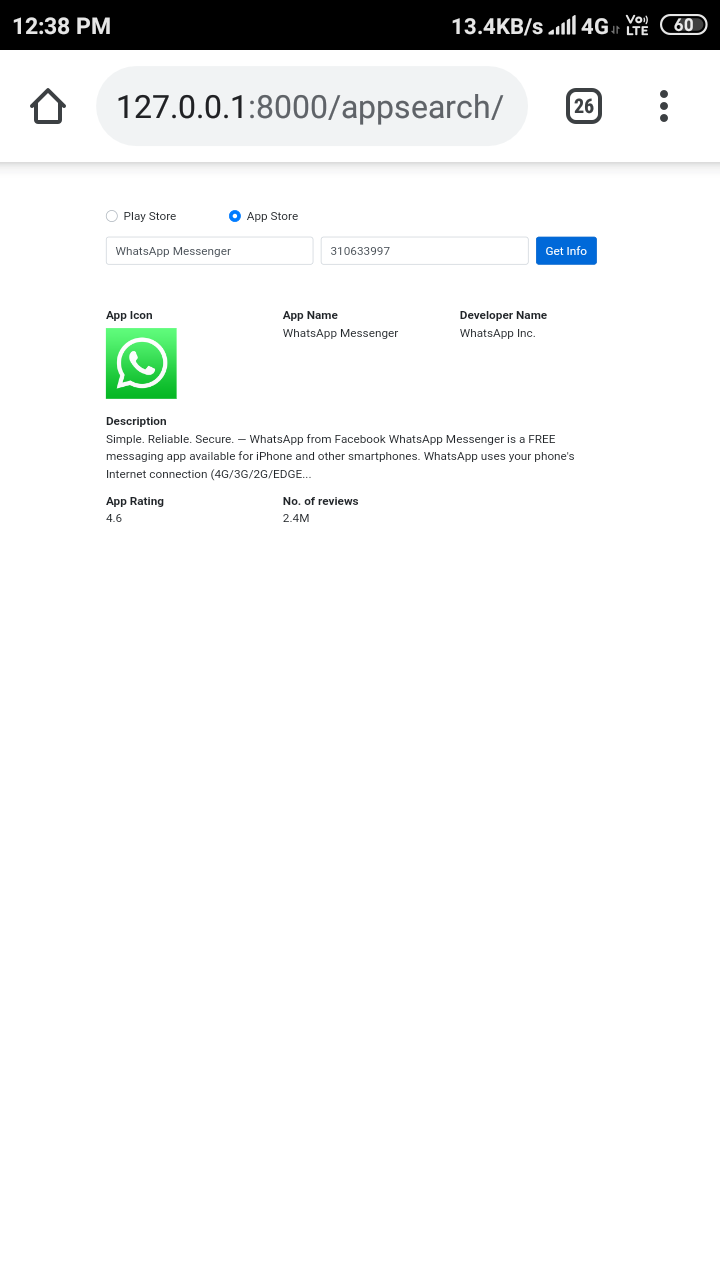 12:38 PM 13.4KB/s 4G Vo) LTE 60
127.0.0.1:8000/appsearch/ 26
Play Store App Store
WhatsApp Messenger 310633997 Get Info
App Icon App Name Developer Name
WhatsApp Messenger WhatsApp Inc.
Description
Simple. Reliable. Secure. — WhatsApp from Facebook WhatsApp Messenger is a FREE
messaging app available for iPhone and other smartphones. WhatsApp uses your phone's
Internet connection (4G/3G/2G/EDGE...
App Rating No. of reviews
4.6 2.4M